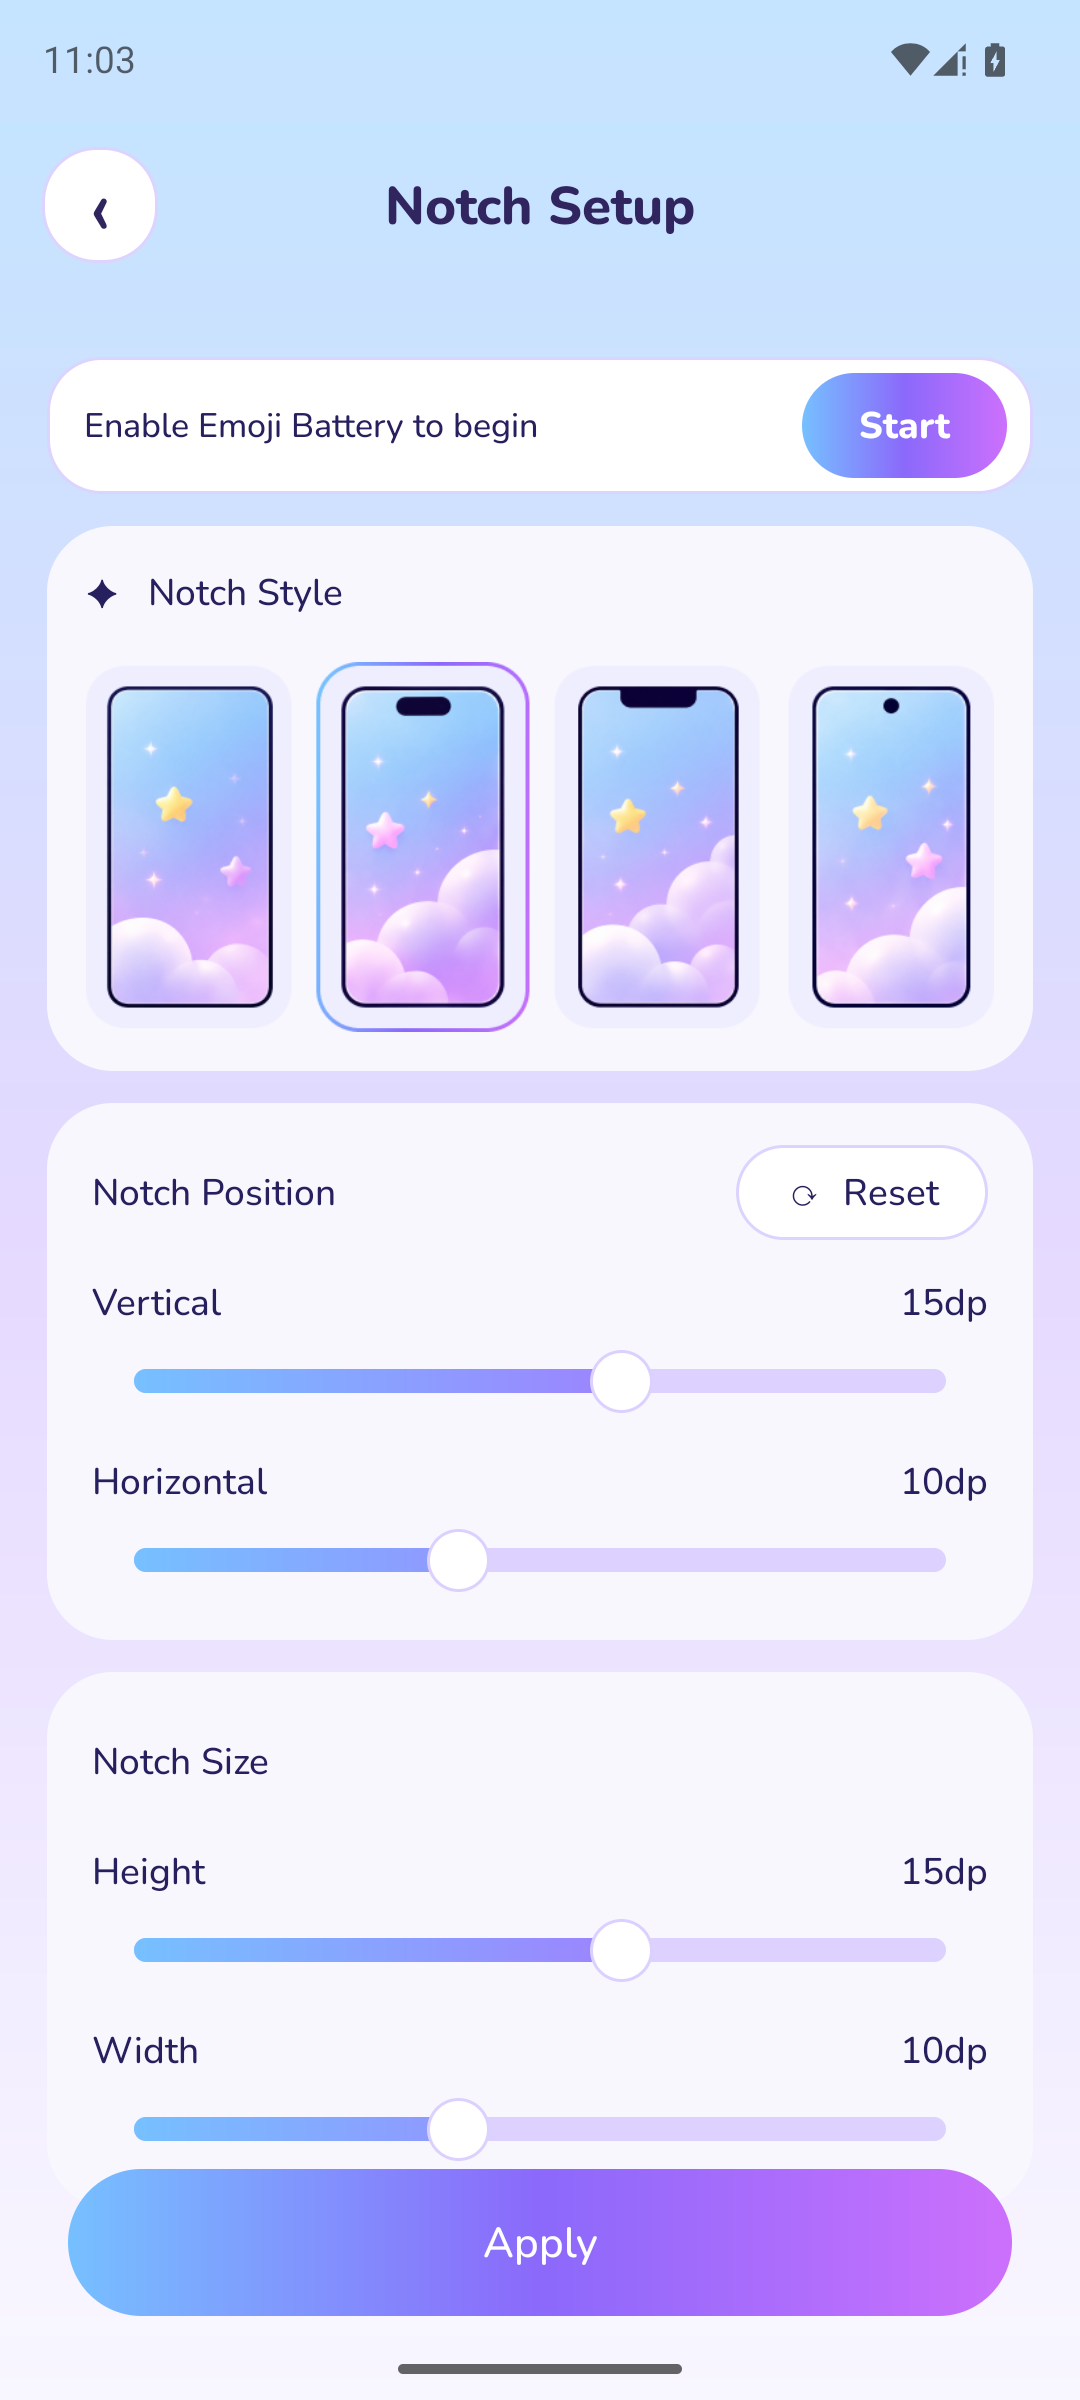 11:03
Notch Setup
Enable Emoji Battery to begin
Start
Notch Style
Notch Position
Reset
Vertical
15dp
Horizontal
10dp
Notch Size
Height
15dp
Width
10dp
Apply